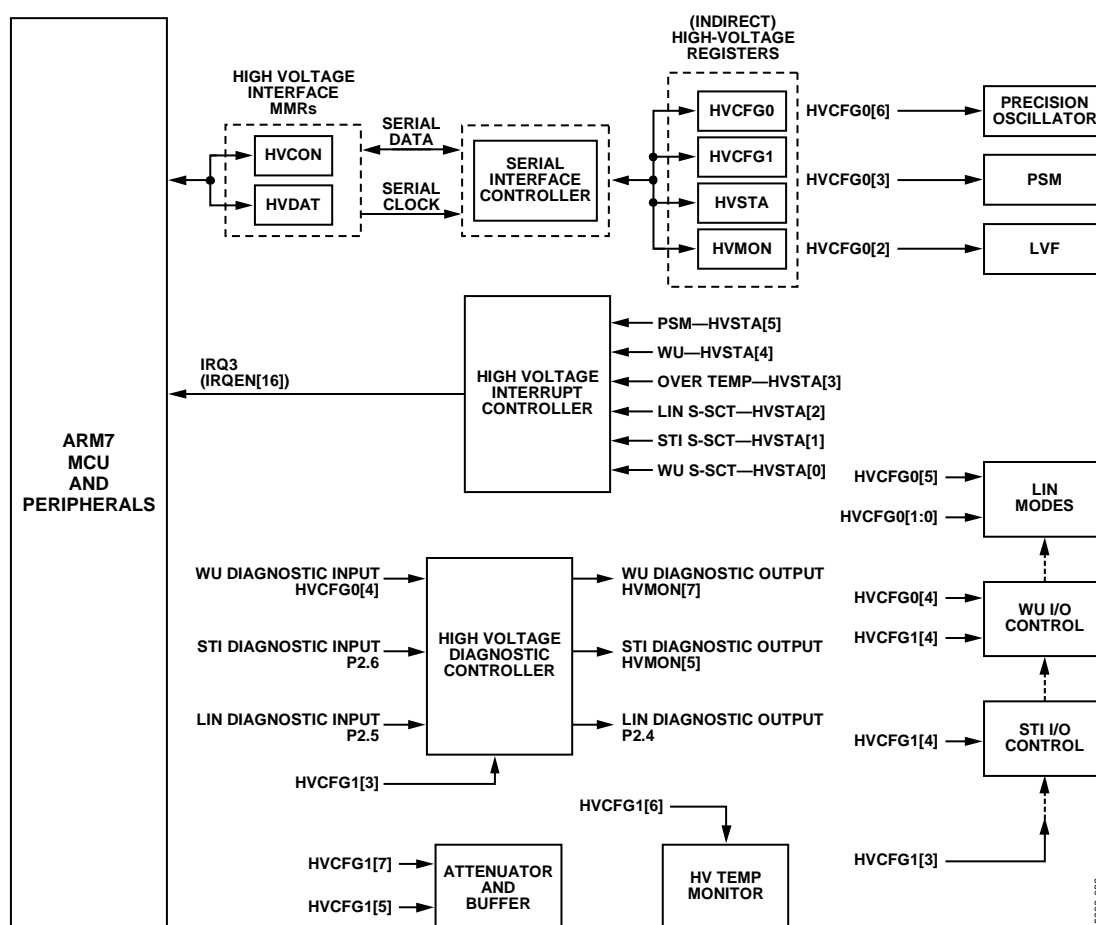 (INDIRECT)
HIGH-VOLTAGE
REGISTERS
HIGH VOLTAGE
INTERFACE
MMRs
HVCON
HVDAT
SERIAL
DATA
SERIAL
CLOCK
SERIAL
INTERFACE
CONTROLLER
HVCFG0
HVCFG1
HVSTA
HVMON
HVCFG0[6]
PRECISION
OSCILLATOR
HVCFG0[3]
PSM
HVCFG0[2]
LVF
ARM7
MCU
AND
PERIPHERALS
IRQ3
(IRQEN[16])
HIGH VOLTAGE
INTERRUPT
CONTROLLER
PSM—HVSTA[5]
WU—HVSTA[4]
OVER TEMP—HVSTA[3]
LIN S-SCT—HVSTA[2]
STI S-SCT—HVSTA[1]
WU S-SCT—HVSTA[0]
HVCFG0[5]
HVCFG0[1:0]
LIN
MODES
WU DIAGNOSTIC INPUT
HVCFG0[4]
STI DIAGNOSTIC INPUT
P2.6
LIN DIAGNOSTIC INPUT
P2.5
HIGH VOLTAGE
DIAGNOSTIC
CONTROLLER
WU DIAGNOSTIC OUTPUT
HVMON[7]
STI DIAGNOSTIC OUTPUT
HVMON[5]
LIN DIAGNOSTIC OUTPUT
P2.4
HVCFG1[3]
HVCFG0[4]
HVCFG1[4]
WU I/O
CONTROL
HVCFG1[4]
STI I/O
CONTROL
HVCFG1[3]
HVCFG1[6]
HV TEMP
MONITOR
HVCFG1[7]
HVCFG1[5]
ATTENUATOR
AND
BUFFER